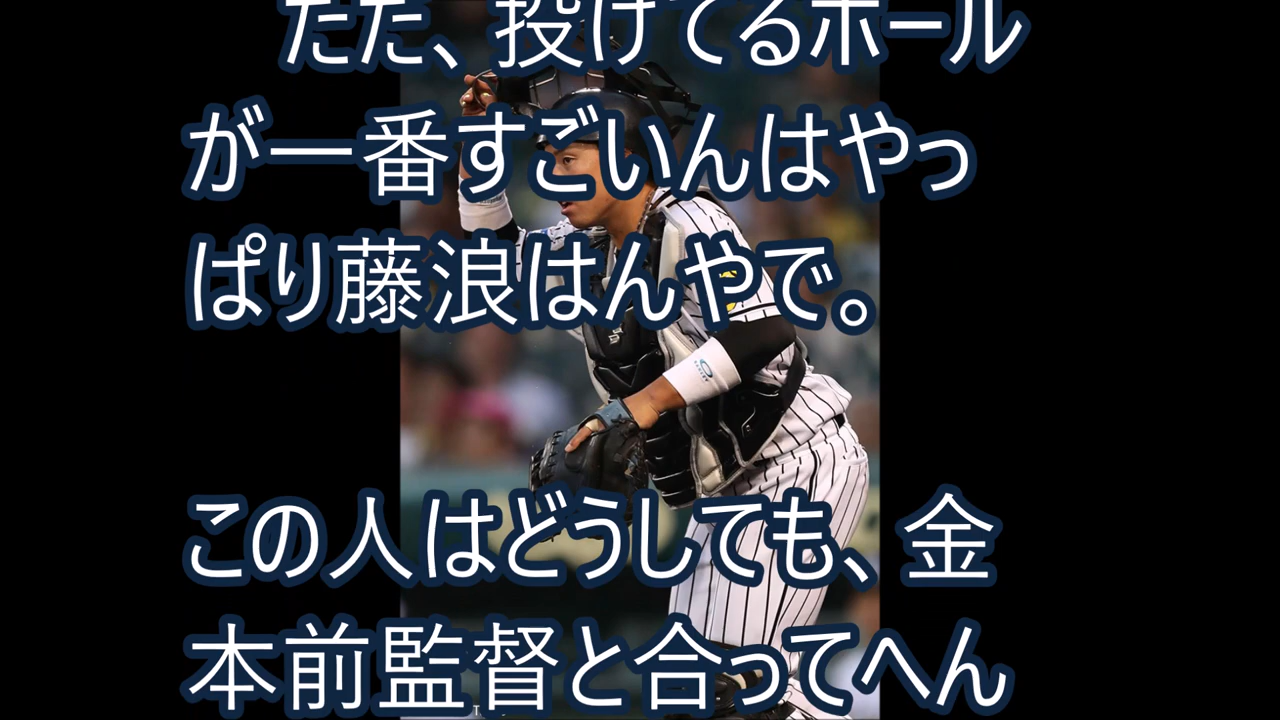 ただ、投げてるボール
が一番すごいんはやっ
ぱり藤浪はんやで。
この人はどうしても、金
本前監督と合ってへん